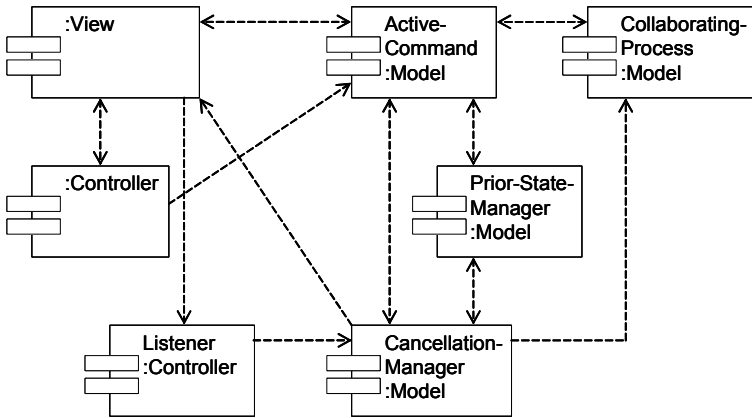 :View
Active-
Command
:Model
Collaborating-
Process
:Model
:Controller
Prior-State-
Manager
:Model
Listener
:Controller
Cancellation-
Manager
:Model